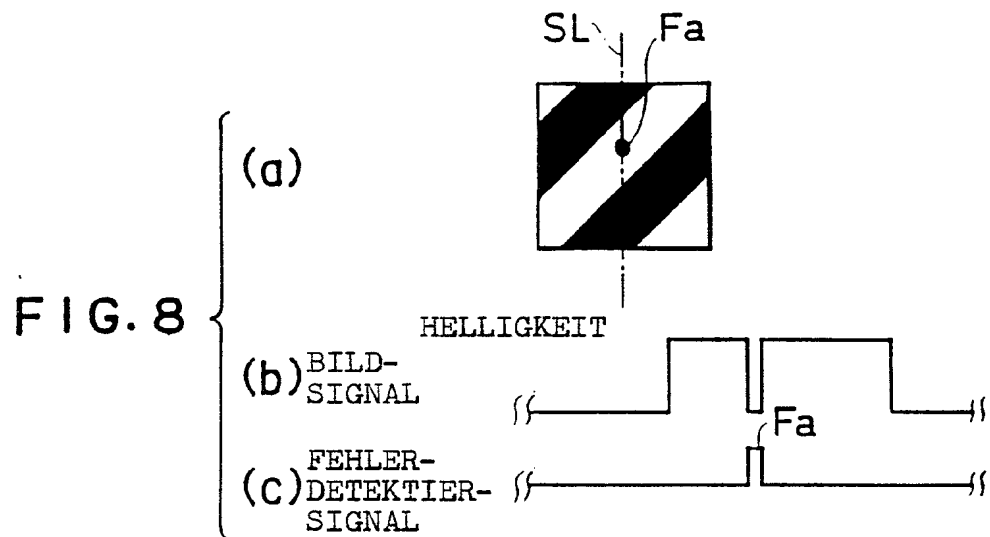 SL Fa
(a)
FIG. 8
HELLIGKEIT
(b) BILD-
SIGNAL
Fa
(c) FEHLER-
DETEKTIER-
SIGNAL